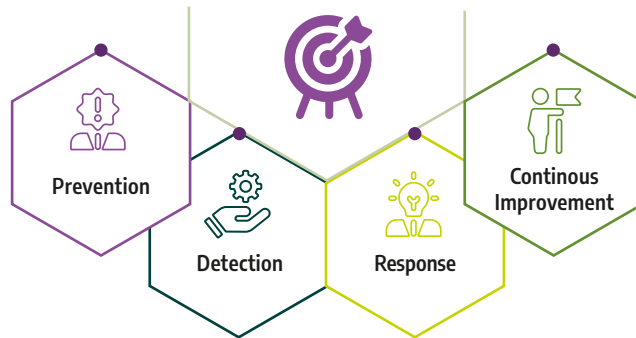 Prevention
Detection
Response
Continous
Improvement